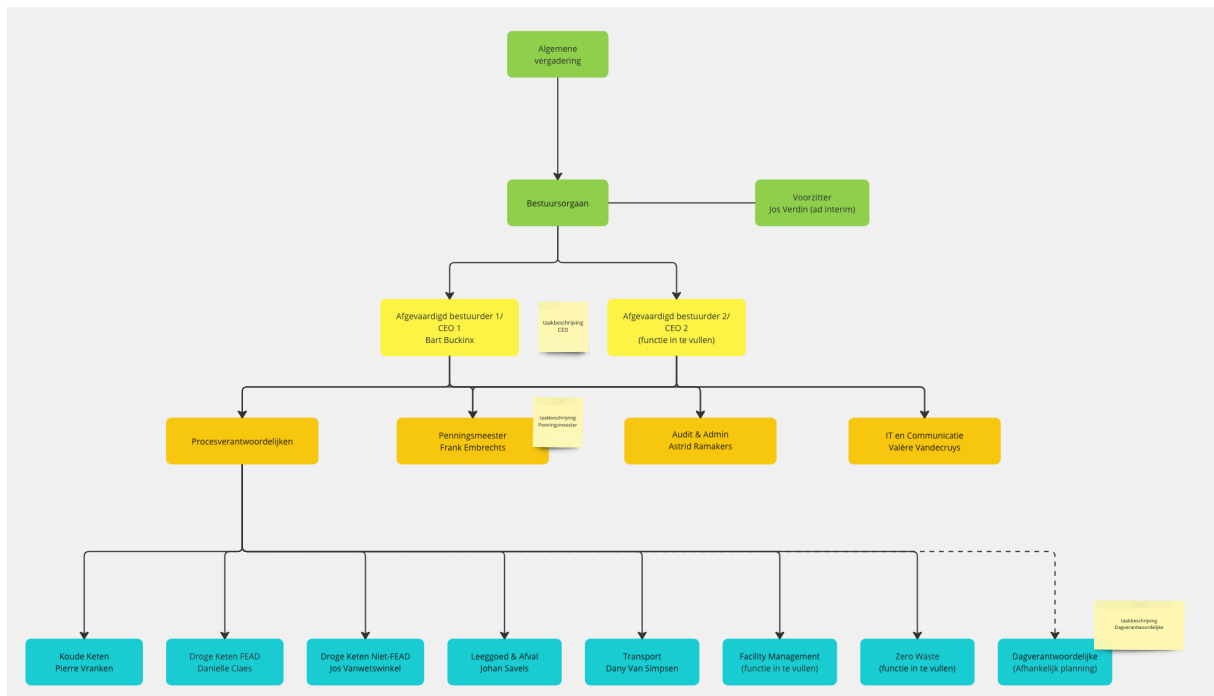 Algemene
vergadering
Bestuursorgaan
Voorzitter
Jos Verdin (ad interim)
Afgevaardigd bestuurder 1/
CEO 1
Bart Buckinx
taakbeschrijving
CEO
Afgevaardigd bestuurder 2/
CEO 2
(functie in te vullen)
Procesverantwoordelijken
Penningsmeester
Frank Embrechts
taakbeschrijving
Penningsmeester
Audit & Admin
Astrid Ramakers
IT en Communicatie
Valère Vandecruys
Koude Keten
Pierre Vranken
Droge Keten FEAD
Danielle Claes
Droge Keten Niet-FEAD
Jos Vanwetswinkel
Leeggoed & Afval
Johan Savels
Transport
Dany Van Simpsen
Facility Management
(functie in te vullen)
Zero Waste
(functie in te vullen)
Dagverantwoordelijke
(Afhankelijk planning)
taakbeschrijving
Dagverantwoordelijke